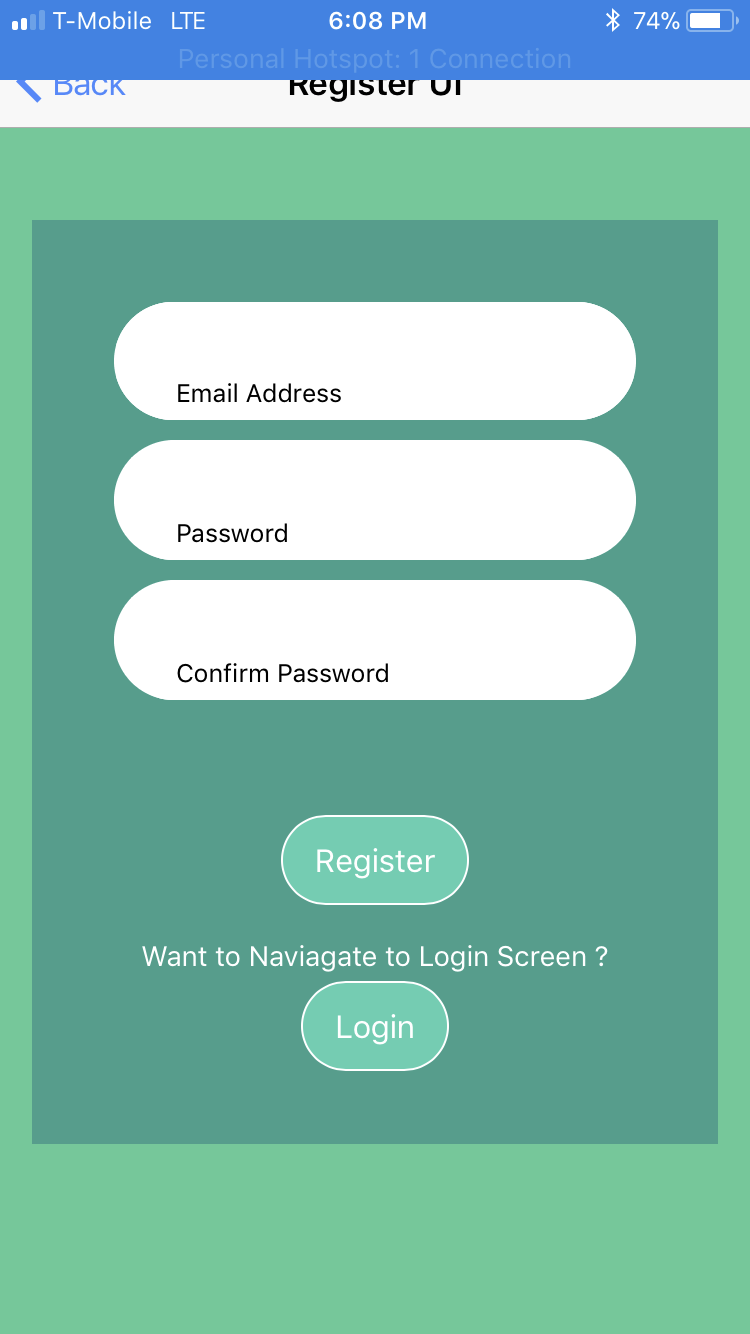 T-Mobile LTE 6:08 PM 74%
Personal Hotspot: 1 Connection
Back Register UI
Email Address
Password
Confirm Password
Register
Want to Naviagate to Login Screen ?
Login